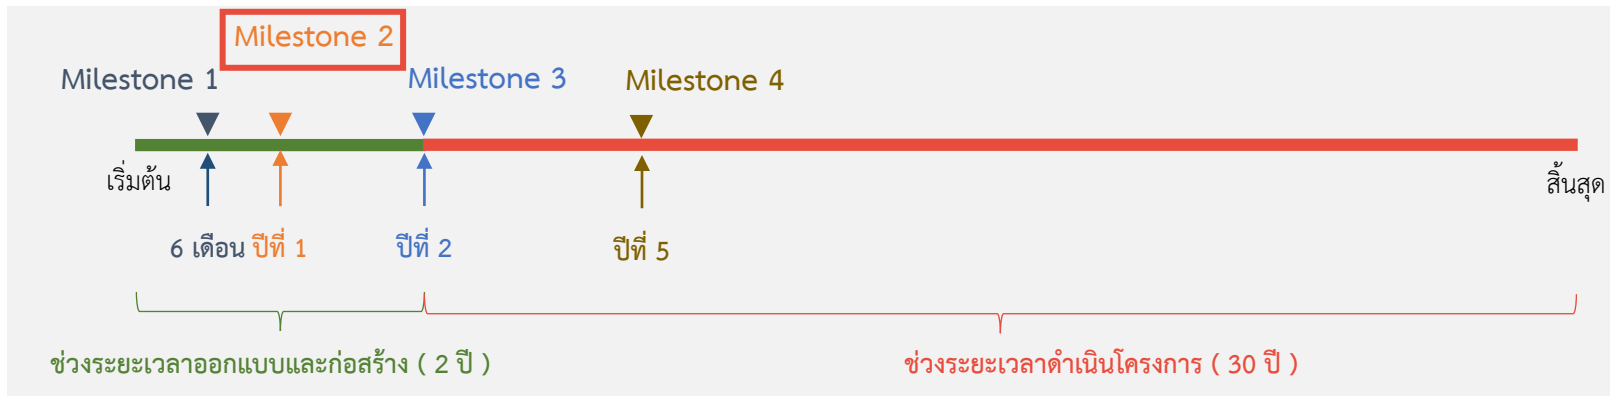 Milestone 2
Milestone 1
Milestone 3
Milestone 4
เริ่มต้น
สิ้นสุด
6 เดือน
ปีที่ 1
ปีที่ 2
ปีที่ 5
ช่วงระยะเวลาออกแบบและก่อสร้าง ( 2 ปี )
ช่วงระยะเวลาดำเนินโครงการ ( 30 ปี )